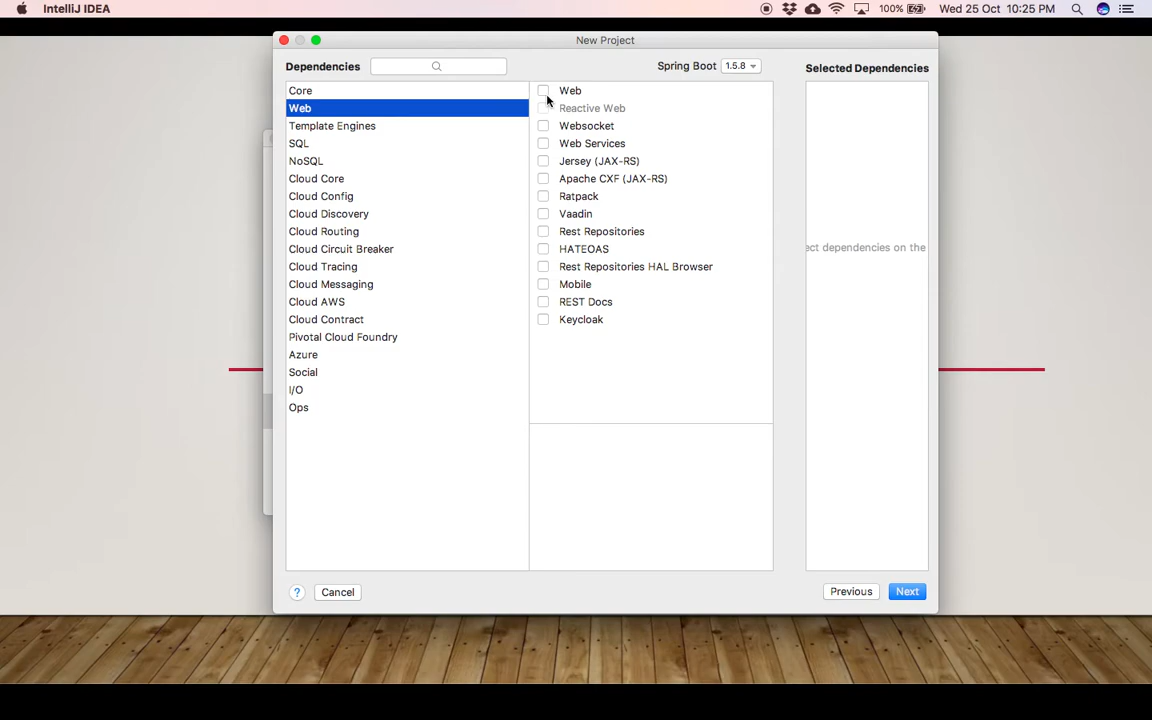 IntelliJ IDEA
100%
Wed 25 Oct 10:25 PM
New Project
Dependencies
Spring Boot
1.5.8
Selected Dependencies
Core
Web
Template Engines
SQL
NoSQL
Cloud Core
Cloud Config
Cloud Discovery
Cloud Routing
Cloud Circuit Breaker
Cloud Tracing
Cloud Messaging
Cloud AWS
Cloud Contract
Pivotal Cloud Foundry
Azure
Social
I/O
Ops
Web
Reactive Web
Websocket
Web Services
Jersey (JAX-RS)
Apache CXF (JAX-RS)
Ratpack
Vaadin
Rest Repositories
HATEOAS
Rest Repositories HAL Browser
Mobile
REST Docs
Keycloak
ect dependencies on the
?
Cancel
Previous
Next